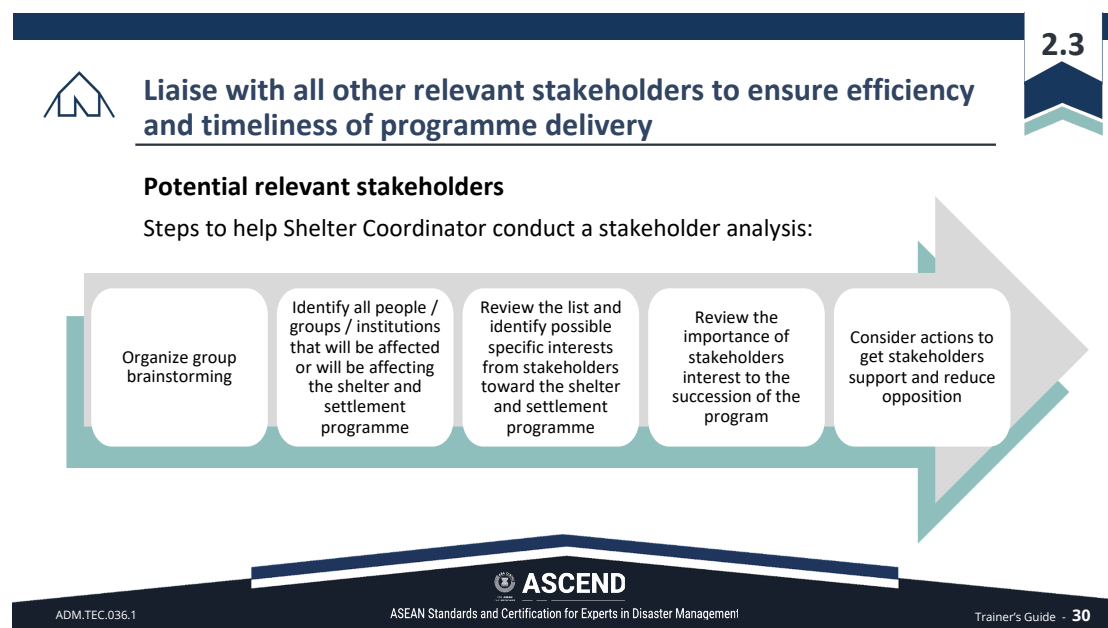 2.3
Liaise with all other relevant stakeholders to ensure efficiency
and timeliness of programme delivery
Potential relevant stakeholders
Steps to help Shelter Coordinator conduct a stakeholder analysis:
Organize group
brainstorming
Identify all people /
groups / institutions
that will be affected
or will be affecting
the shelter and
settlement
programme
Review the list and
identify possible
specific interests
from stakeholders
toward the shelter
and settlement
programme
Review the
importance of
stakeholders
interest to the
succession of the
program
Consider actions to
get stakeholders
support and reduce
opposition
ASCEND
ASEAN Standards and Certification for Experts in Disaster Management
ADM.TEC.036.1
Trainer's Guide - 30